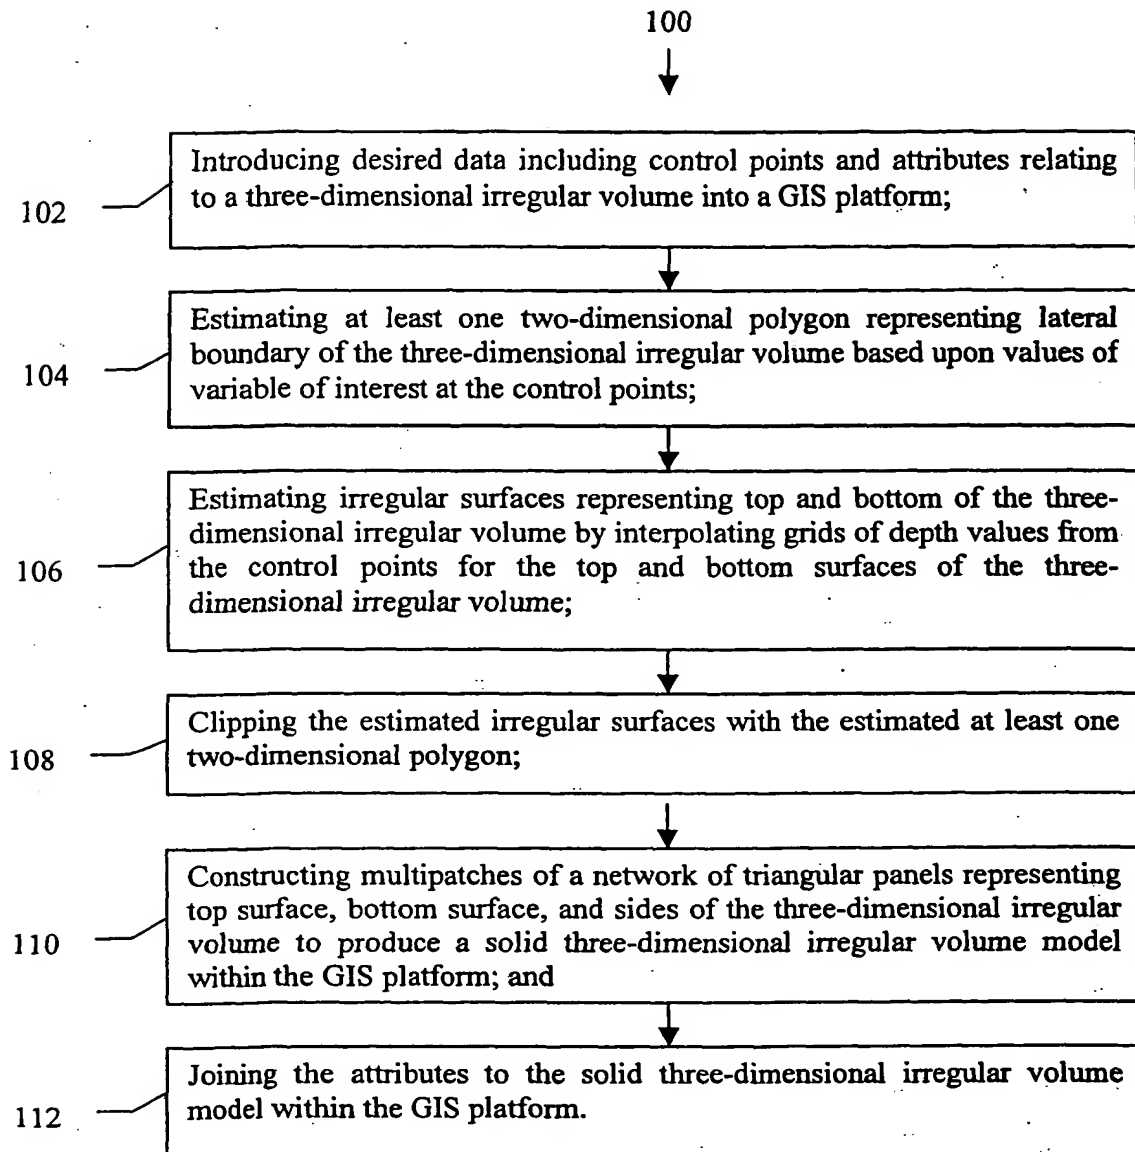 100
Introducing desired data including control points and attributes relating
to a three-dimensional irregular volume into a GIS platform;
102
Estimating at least one two-dimensional polygon representing lateral
boundary of the three-dimensional irregular volume based upon values of
variable of interest at the control points;
104
Estimating irregular surfaces representing top and bottom of the three-
dimensional irregular volume by interpolating grids of depth values from
the control points for the top and bottom surfaces of the three-
dimensional irregular volume;
106
Clipping the estimated irregular surfaces with the estimated at least one
two-dimensional polygon;
108
Constructing multipatches of a network of triangular panels representing
top surface, bottom surface, and sides of the three-dimensional irregular
volume to produce a solid three-dimensional irregular volume model
within the GIS platform; and
110
Joining the attributes to the solid three-dimensional irregular volume
model within the GIS platform.
112